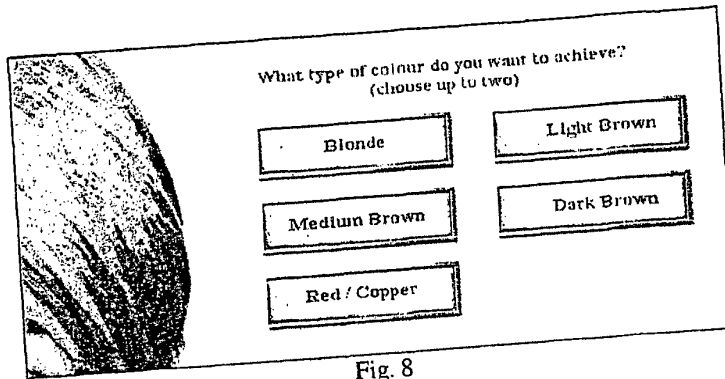 What type of colour do you want to achieve?
(choose up to two)
Blonde
Light Brown
Medium Brown
Dark Brown
Red / Copper
Fig. 8